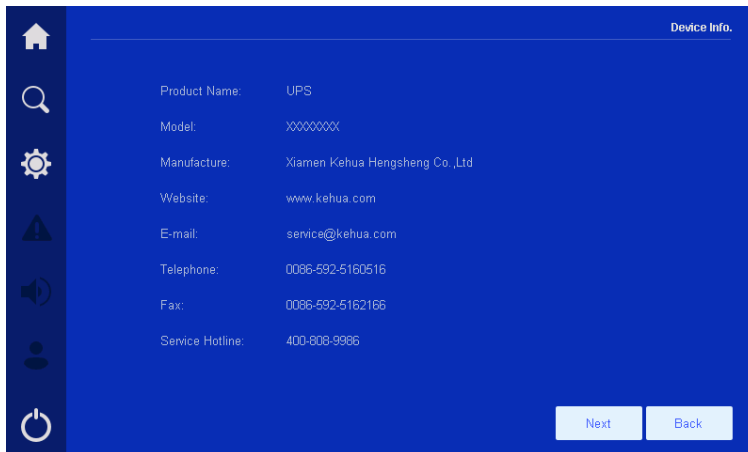 Device Info.
Product Name: UPS
Model: XXXXXXXX
Manufacture: Xiamen Kehua Hengsheng Co.,Ltd
Website: www.kehua.com
E-mail: service@kehua.com
Telephone: 0086-592-5160516
Fax: 0086-592-5162166
Service Hotline: 400-808-9986
Next Back